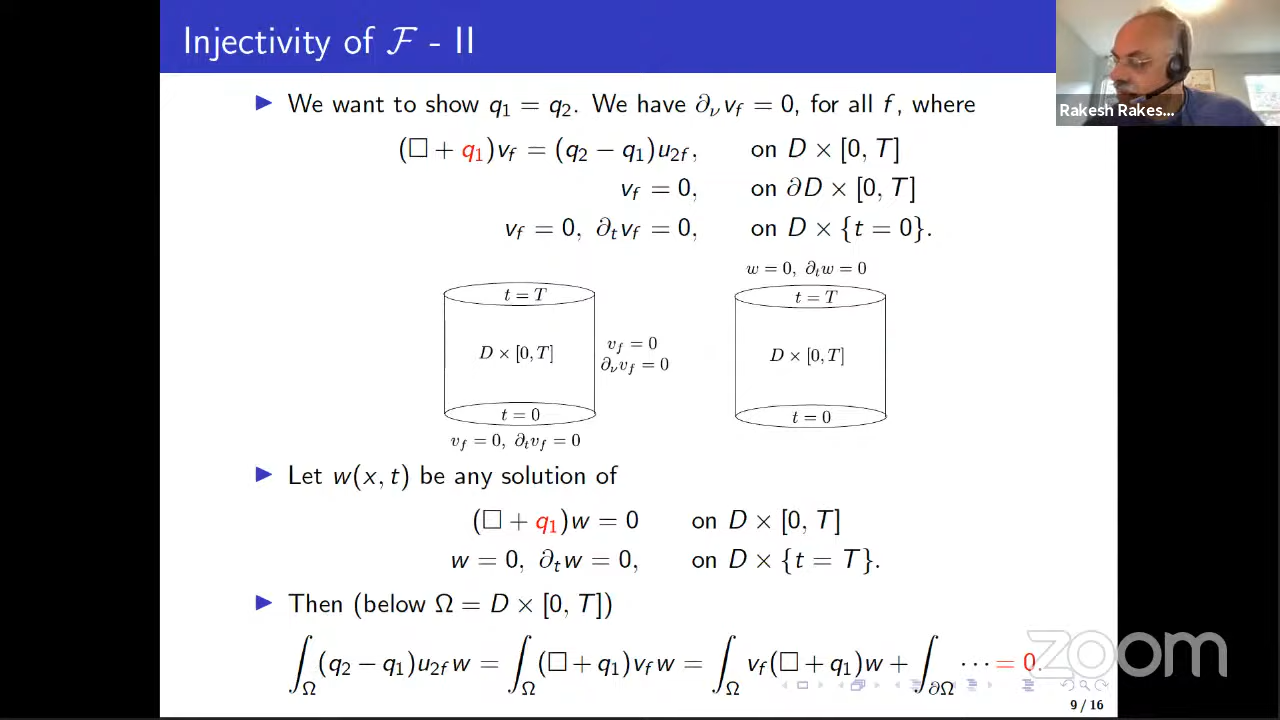 Injectivity of 𝓕 - II
Rakesh Rakes...
▶ We want to show q₁ = q₂. We have ∂_ν v_f = 0, for all f, where
(□ + q₁)v_f = (q₂ − q₁)u_{2f}, on D × [0, T]
v_f = 0, on ∂D × [0, T]
v_f = 0, ∂_t v_f = 0, on D × {t = 0}.
w = 0, ∂_t w = 0
t = T
t = T
D × [0, T]
v_f = 0
∂_ν v_f = 0
D × [0, T]
t = 0
t = 0
v_f = 0, ∂_t v_f = 0
▶ Let w(x, t) be any solution of
(□ + q₁)w = 0 on D × [0, T]
w = 0, ∂_t w = 0, on D × {t = T}.
▶ Then (below Ω = D × [0, T])
∫_Ω (q₂ − q₁)u_{2f} w = ∫_Ω (□ + q₁)v_f w = ∫_Ω v_f(□ + q₁)w + ∫_{∂Ω} ··· = 0.
zoom
9 / 16